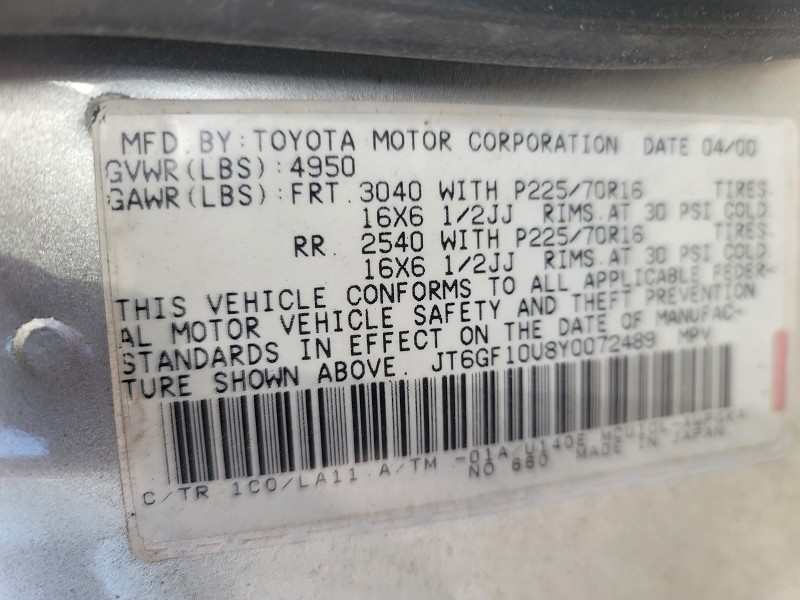 MFD. BY: TOYOTA MOTOR CORPORATION DATE 04/00
GVWR(LBS): 4950
GAWR(LBS): FRT. 3040 WITH P225/70R16 TIRES.
16X6 1/2JJ RIMS. AT 30 PSI COLD.
RR. 2540 WITH P225/70R16 TIRES.
16X6 1/2JJ RIMS. AT 30 PSI COLD.
THIS VEHICLE CONFORMS TO ALL APPLICABLE FEDER-
AL MOTOR VEHICLE SAFETY AND THEFT PREVENTION
STANDARDS IN EFFECT ON THE DATE OF MANUFAC-
TURE SHOWN ABOVE. JT6GF10U8Y0072489 MPV
C/TR 1C0/LA11 A/TM -01A/U140E
NO 660 MADE IN JAPAN